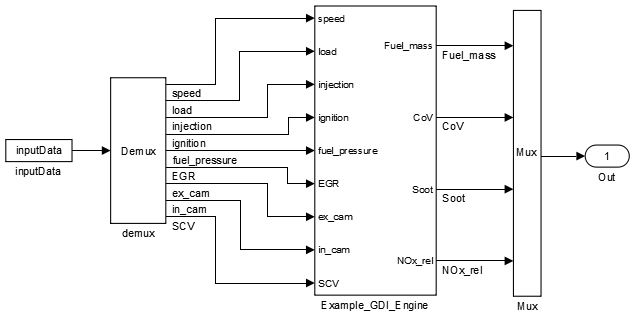 inputData
inputData
Demux
demux
speed
load
injection
ignition
fuel_pressure
EGR
ex_cam
in_cam
SCV
speed
load
injection
ignition
fuel_pressure
EGR
ex_cam
in_cam
SCV
Fuel_mass
CoV
Soot
NOx_rel
Example_GDI_Engine
Fuel_mass
CoV
Soot
NOx_rel
Mux
Mux
1
Out